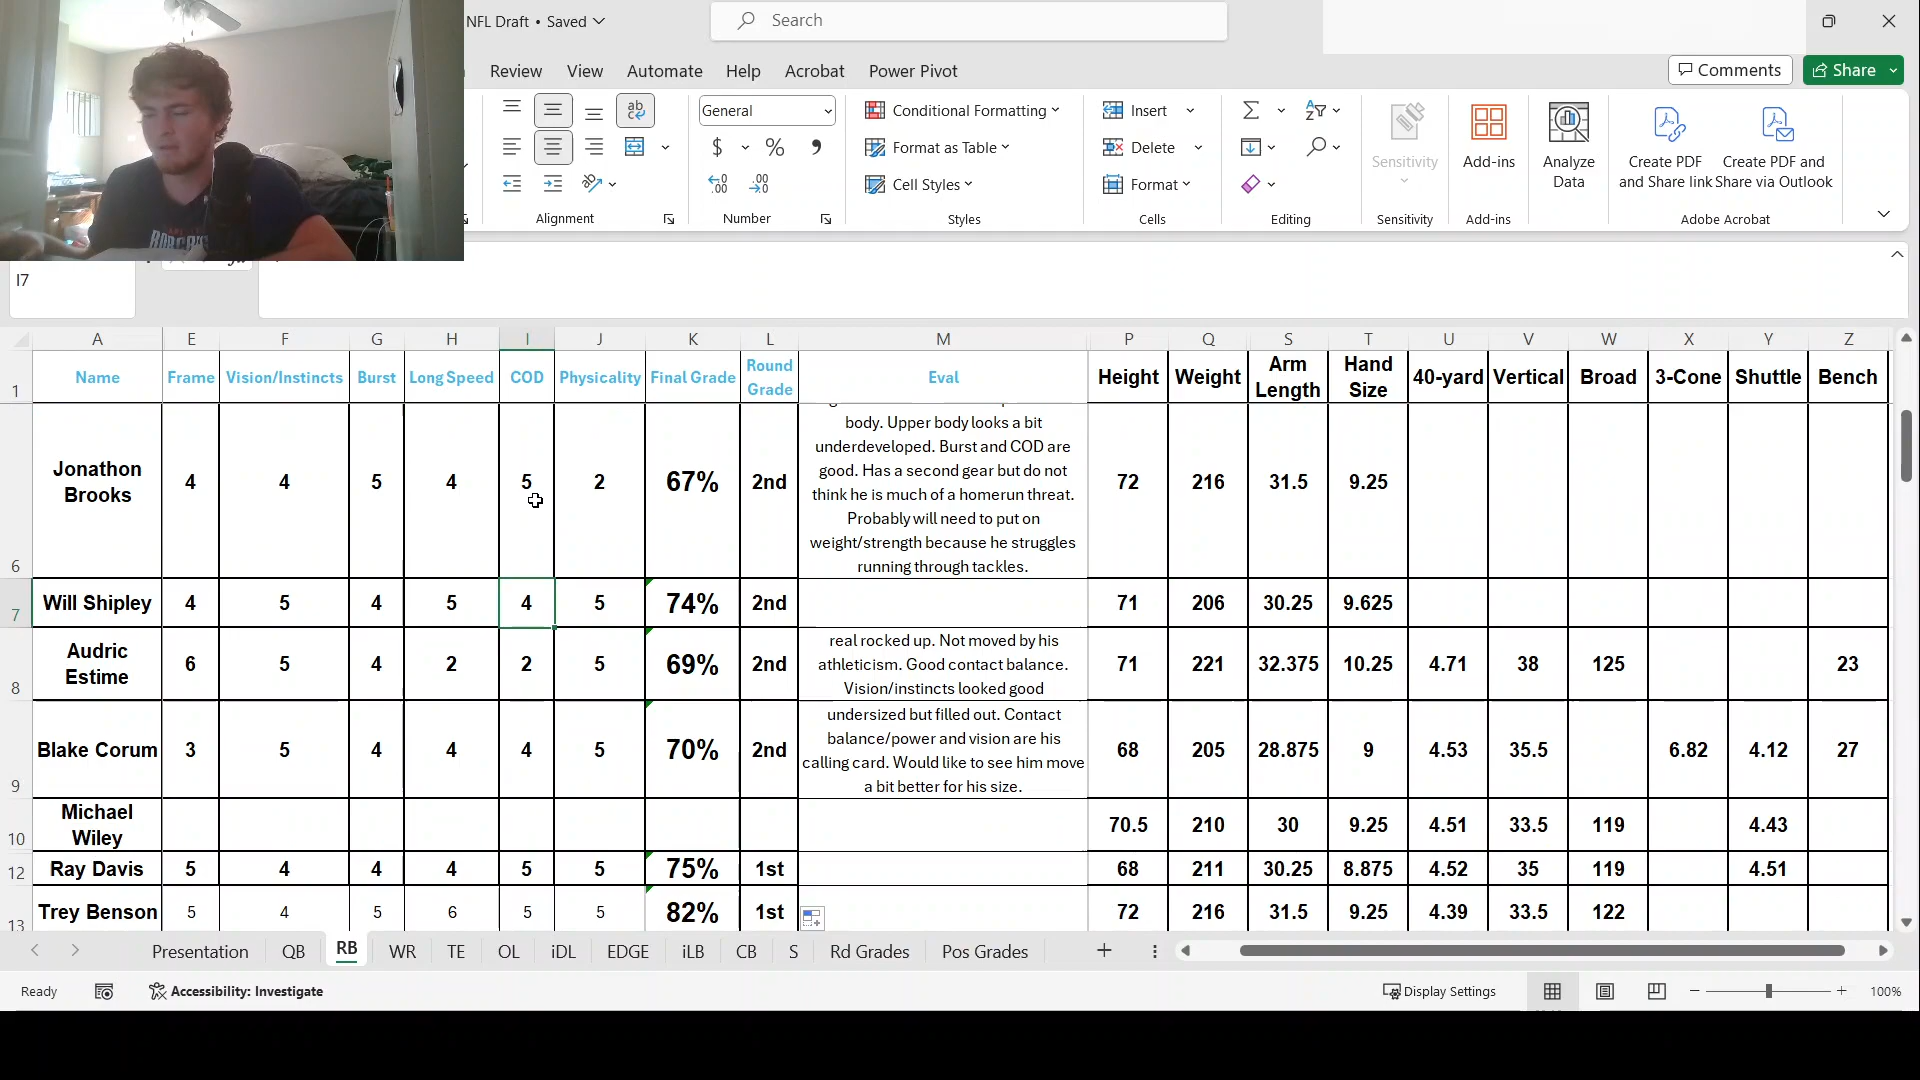 NFL Draft • Saved
Search
Review View Automate Help Acrobat Power Pivot
Comments
Share
General
Conditional Formatting
Format as Table
Cell Styles
Insert
Delete
Format
Sensitivity
Add-ins
Analyze
Data
Create PDF
and Share link
Create PDF and
Share via Outlook
Alignment
Number
Styles
Cells
Editing
Sensitivity
Add-ins
Adobe Acrobat
I7
A E F G H I J K L M P Q S T U V W X Y Z
1 Name Frame Vision/Instincts Burst Long Speed COD Physicality Final Grade Round Grade Eval Height Weight Arm Length Hand Size 40-yard Vertical Broad 3-Cone Shuttle Bench
6 Jonathon Brooks 4 4 5 4 5 2 67% 2nd
body. Upper body looks a bit
underdeveloped. Burst and COD are
good. Has a second gear but do not
think he is much of a homerun threat.
Probably will need to put on
weight/strength because he struggles
running through tackles.
72 216 31.5 9.25
7 Will Shipley 4 5 4 5 4 5 74% 2nd 71 206 30.25 9.625
8 Audric Estime 6 5 4 2 2 5 69% 2nd
real rocked up. Not moved by his
athleticism. Good contact balance.
Vision/instincts looked good
71 221 32.375 10.25 4.71 38 125 23
9 Blake Corum 3 5 4 4 4 5 70% 2nd
undersized but filled out. Contact
balance/power and vision are his
calling card. Would like to see him move
a bit better for his size.
68 205 28.875 9 4.53 35.5 6.82 4.12 27
10 Michael Wiley 70.5 210 30 9.25 4.51 33.5 119 4.43
12 Ray Davis 5 4 4 4 5 5 75% 1st 68 211 30.25 8.875 4.52 35 119 4.51
13 Trey Benson 5 4 5 6 5 5 82% 1st 72 216 31.5 9.25 4.39 33.5 122
Presentation QB RB WR TE OL iDL EDGE iLB CB S Rd Grades Pos Grades
Ready
Accessibility: Investigate
Display Settings
100%